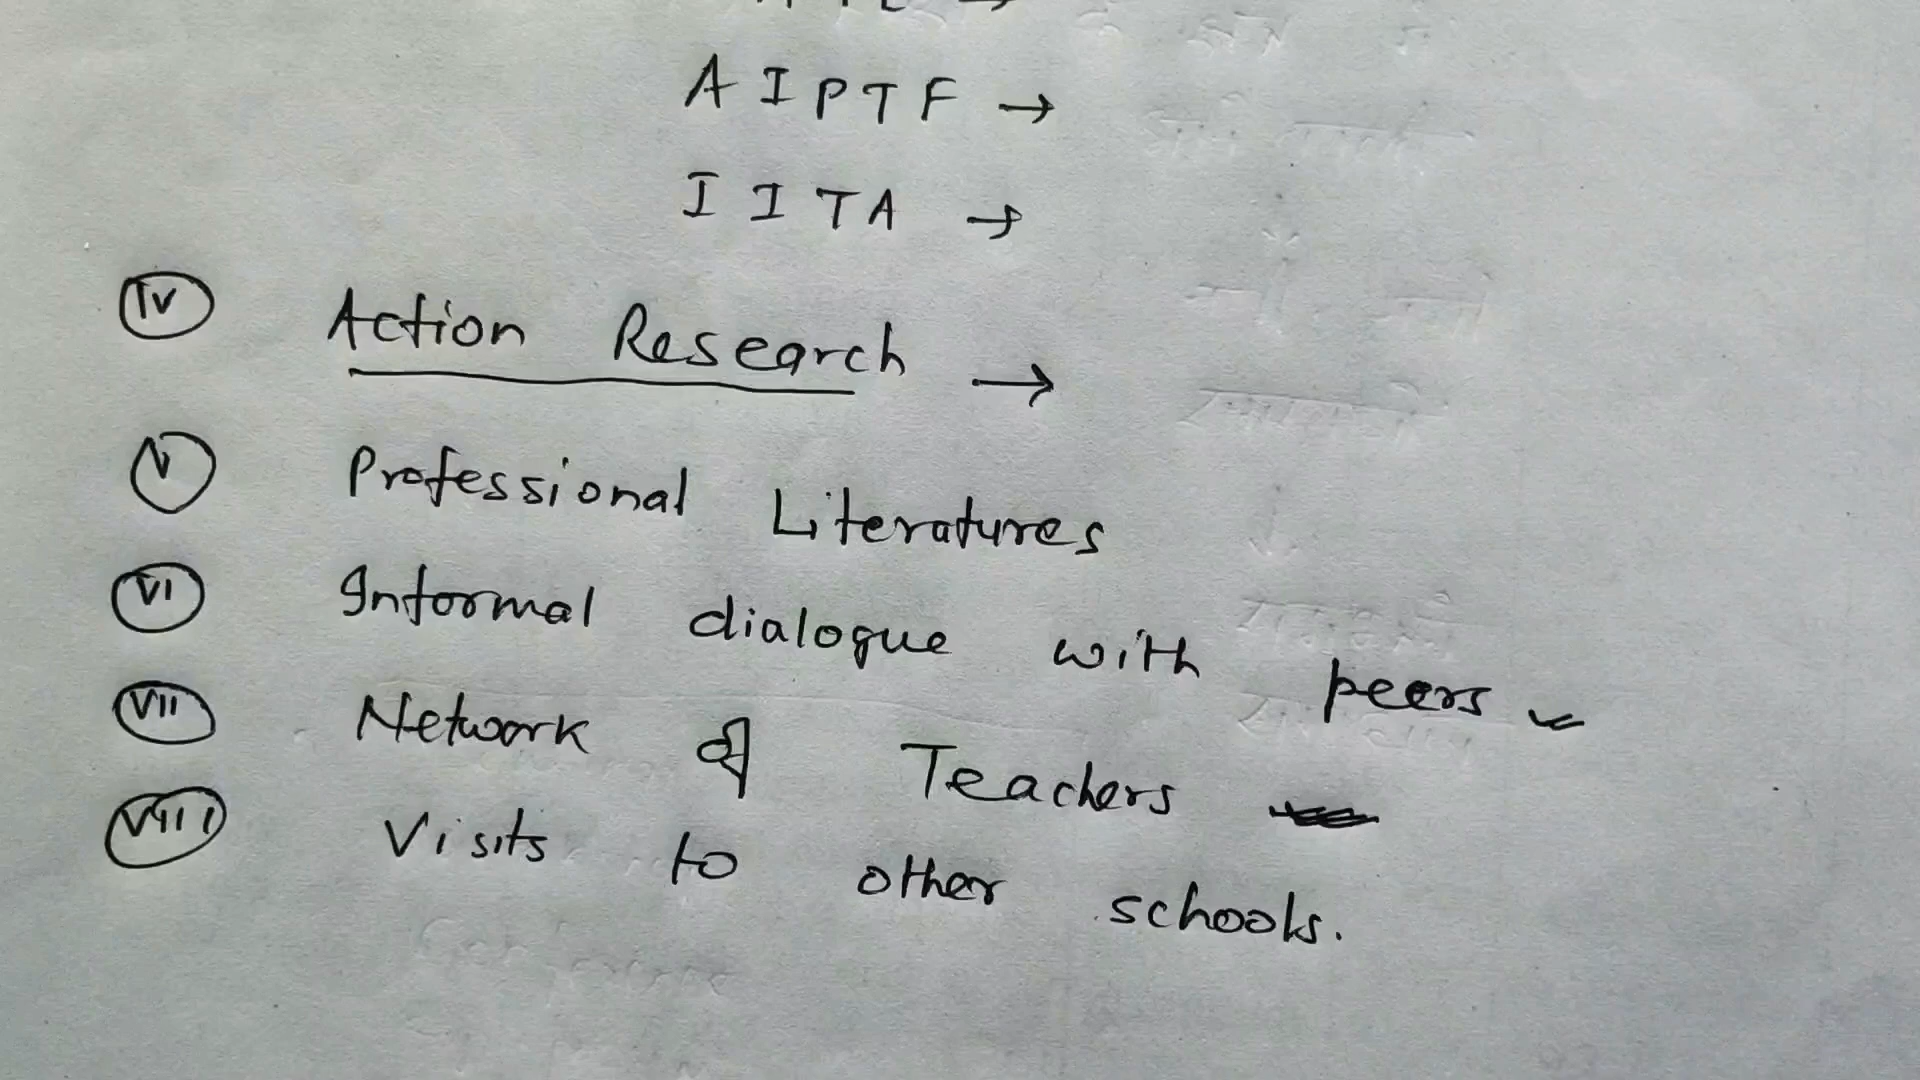 AIPTF →
IITA →
(iv) Action Research →
(v) Professional Literatures
(vi) Informal dialogue with peers
(vii) Network of Teachers
(viii) Visits to other schools.